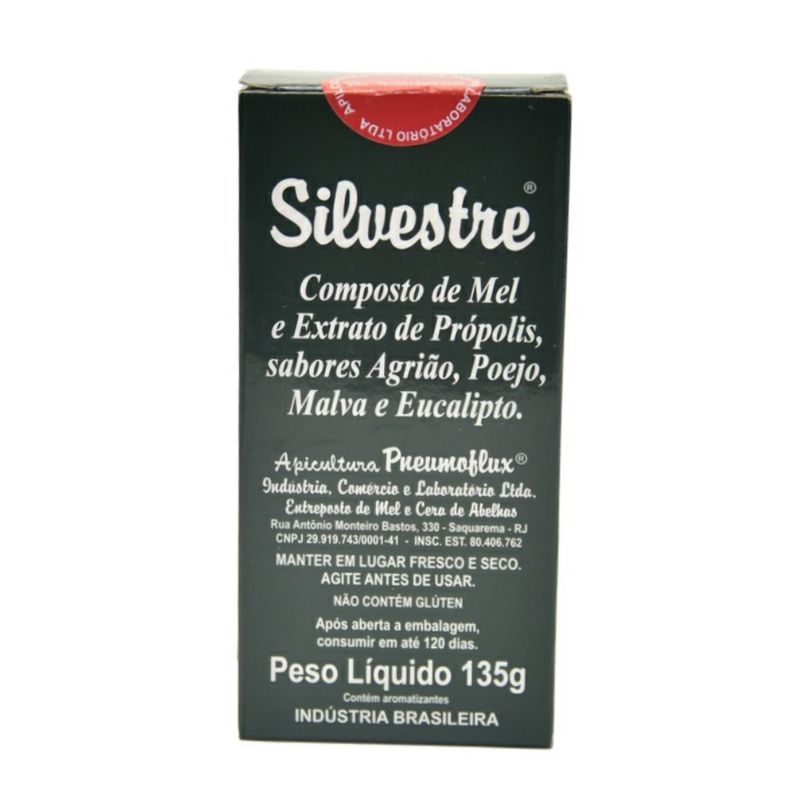 LABORATÓRIO LTDA
Silvestre®
Composto de Mel
e Extrato de Própolis,
sabores Agrião, Poejo,
Malva e Eucalipto.
Apicultura Pneumoflux®
Indústria, Comércio e Laboratório Ltda.
Entreposto de Mel e Cera de Abelhas
Rua Antônio Monteiro Bastos, 330 - Saquarema - RJ
CNPJ 29.919.743/0001-41 - INSC. EST. 80.406.762
MANTER EM LUGAR FRESCO E SECO.
AGITE ANTES DE USAR.
NÃO CONTÉM GLÚTEN
Após aberta a embalagem,
consumir em até 120 dias.
Peso Líquido 135g
Contém aromatizantes
INDÚSTRIA BRASILEIRA